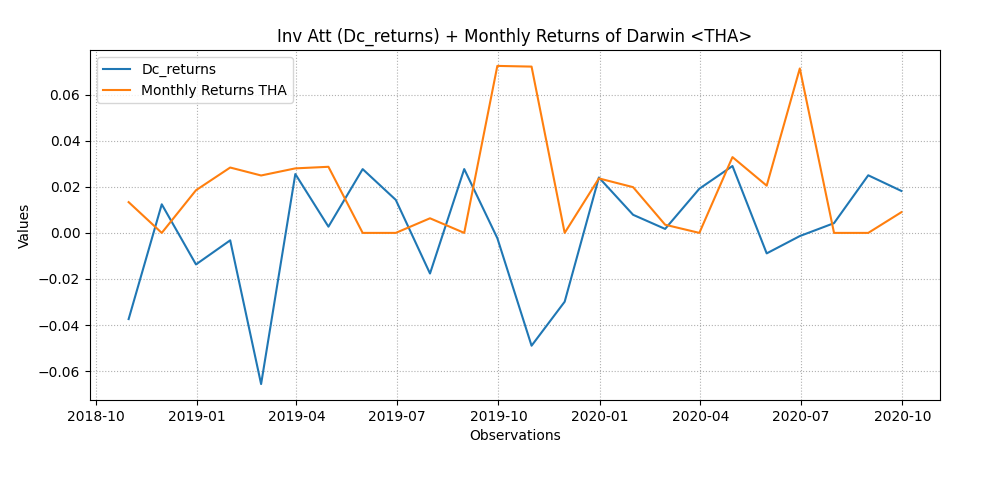 Inv Att (Dc_returns) + Monthly Returns of Darwin <THA>
Dc_returns
Monthly Returns THA
0.06
0.04
0.02
0.00
−0.02
−0.04
−0.06
Values
2018-10 2019-01 2019-04 2019-07 2019-10 2020-01 2020-04 2020-07 2020-10
Observations